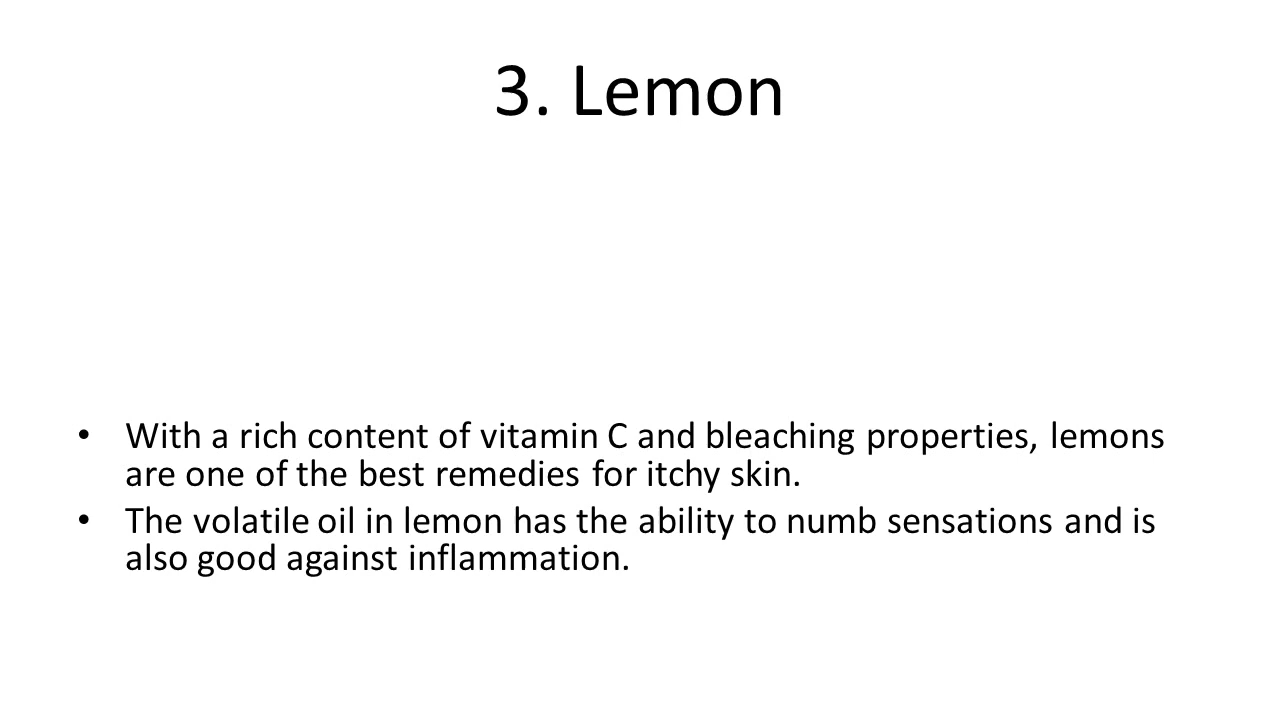 3. Lemon
• With a rich content of vitamin C and bleaching properties, lemons
are one of the best remedies for itchy skin.
• The volatile oil in lemon has the ability to numb sensations and is
also good against inflammation.